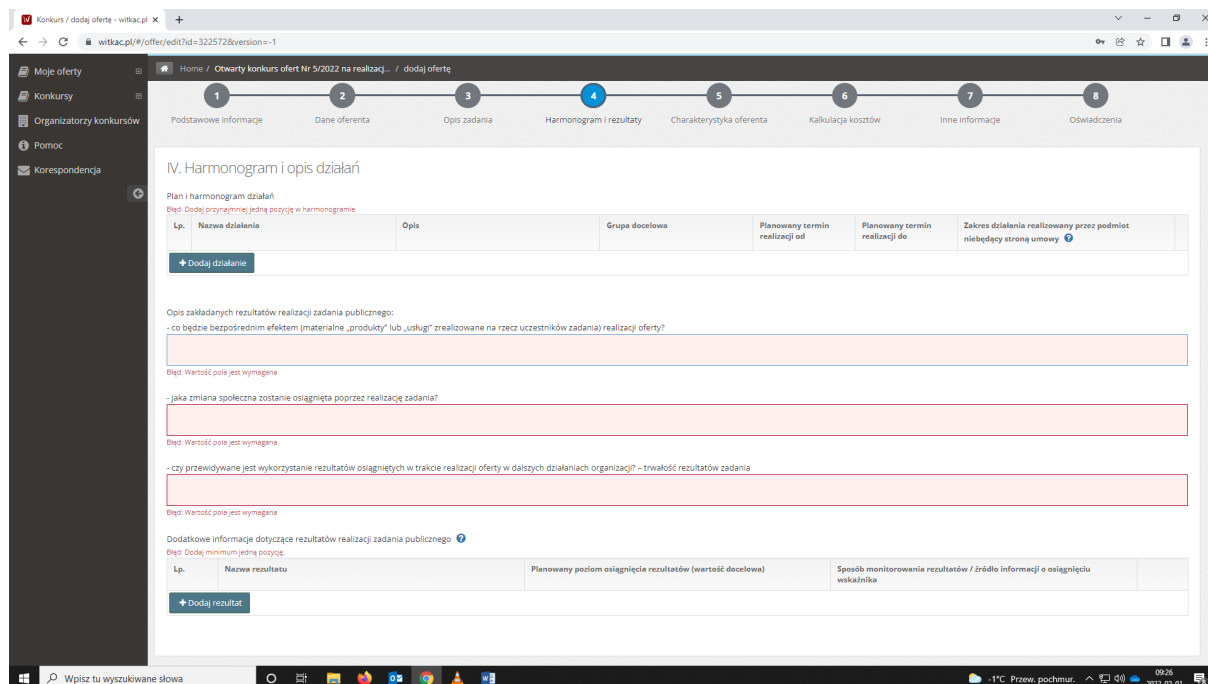 Konkurs / dodaj ofertę - witkac.pl
witkac.pl/#/offer/edit?id=322572&version=-1
Moje oferty
Konkursy
Organizatorzy konkursów
Pomoc
Korespondencja
Home / Otwarty konkurs ofert Nr 5/2022 na realizacj... / dodaj ofertę
1 2 3 4 5 6 7 8
Podstawowe informacje Dane oferenta Opis zadania Harmonogram i rezultaty Charakterystyka oferenta Kalkulacja kosztów Inne informacje Oświadczenia
IV. Harmonogram i opis działań
Plan i harmonogram działań
Błąd: Dodaj przynajmniej jedną pozycję w harmonogramie
Lp. Nazwa działania Opis Grupa docelowa Planowany termin realizacji od Planowany termin realizacji do Zakres działania realizowany przez podmiot niebędący stroną umowy ?
+ Dodaj działanie
Opis zakładanych rezultatów realizacji zadania publicznego:
- co będzie bezpośrednim efektem (materialne „produkty” lub „usługi” zrealizowane na rzecz uczestników zadania) realizacji oferty?
Błąd: Wartość pola jest wymagana
- jaka zmiana społeczna zostanie osiągnięta poprzez realizację zadania?
Błąd: Wartość pola jest wymagana
- czy przewidywane jest wykorzystanie rezultatów osiągniętych w trakcie realizacji oferty w dalszych działaniach organizacji? – trwałość rezultatów zadania
Błąd: Wartość pola jest wymagana
Dodatkowe informacje dotyczące rezultatów realizacji zadania publicznego ?
Błąd: Dodaj minimum jedną pozycję.
Lp. Nazwa rezultatu Planowany poziom osiągnięcia rezultatów (wartość docelowa) Sposób monitorowania rezultatów / źródło informacji o osiągnięciu wskaźnika
+ Dodaj rezultat
Wpisz tu wyszukiwane słowa
-1°C Przew. pochmur.
09:26